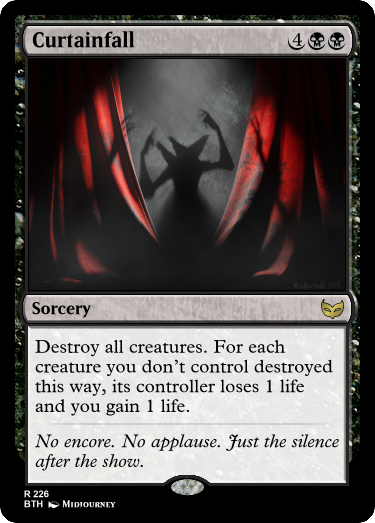 Curtainfall 4
Sorcery
Destroy all creatures. For each
creature you don't control destroyed
this way, its controller loses 1 life
and you gain 1 life.
No encore. No applause. Just the silence
after the show.
R 226
BTH Midjourney